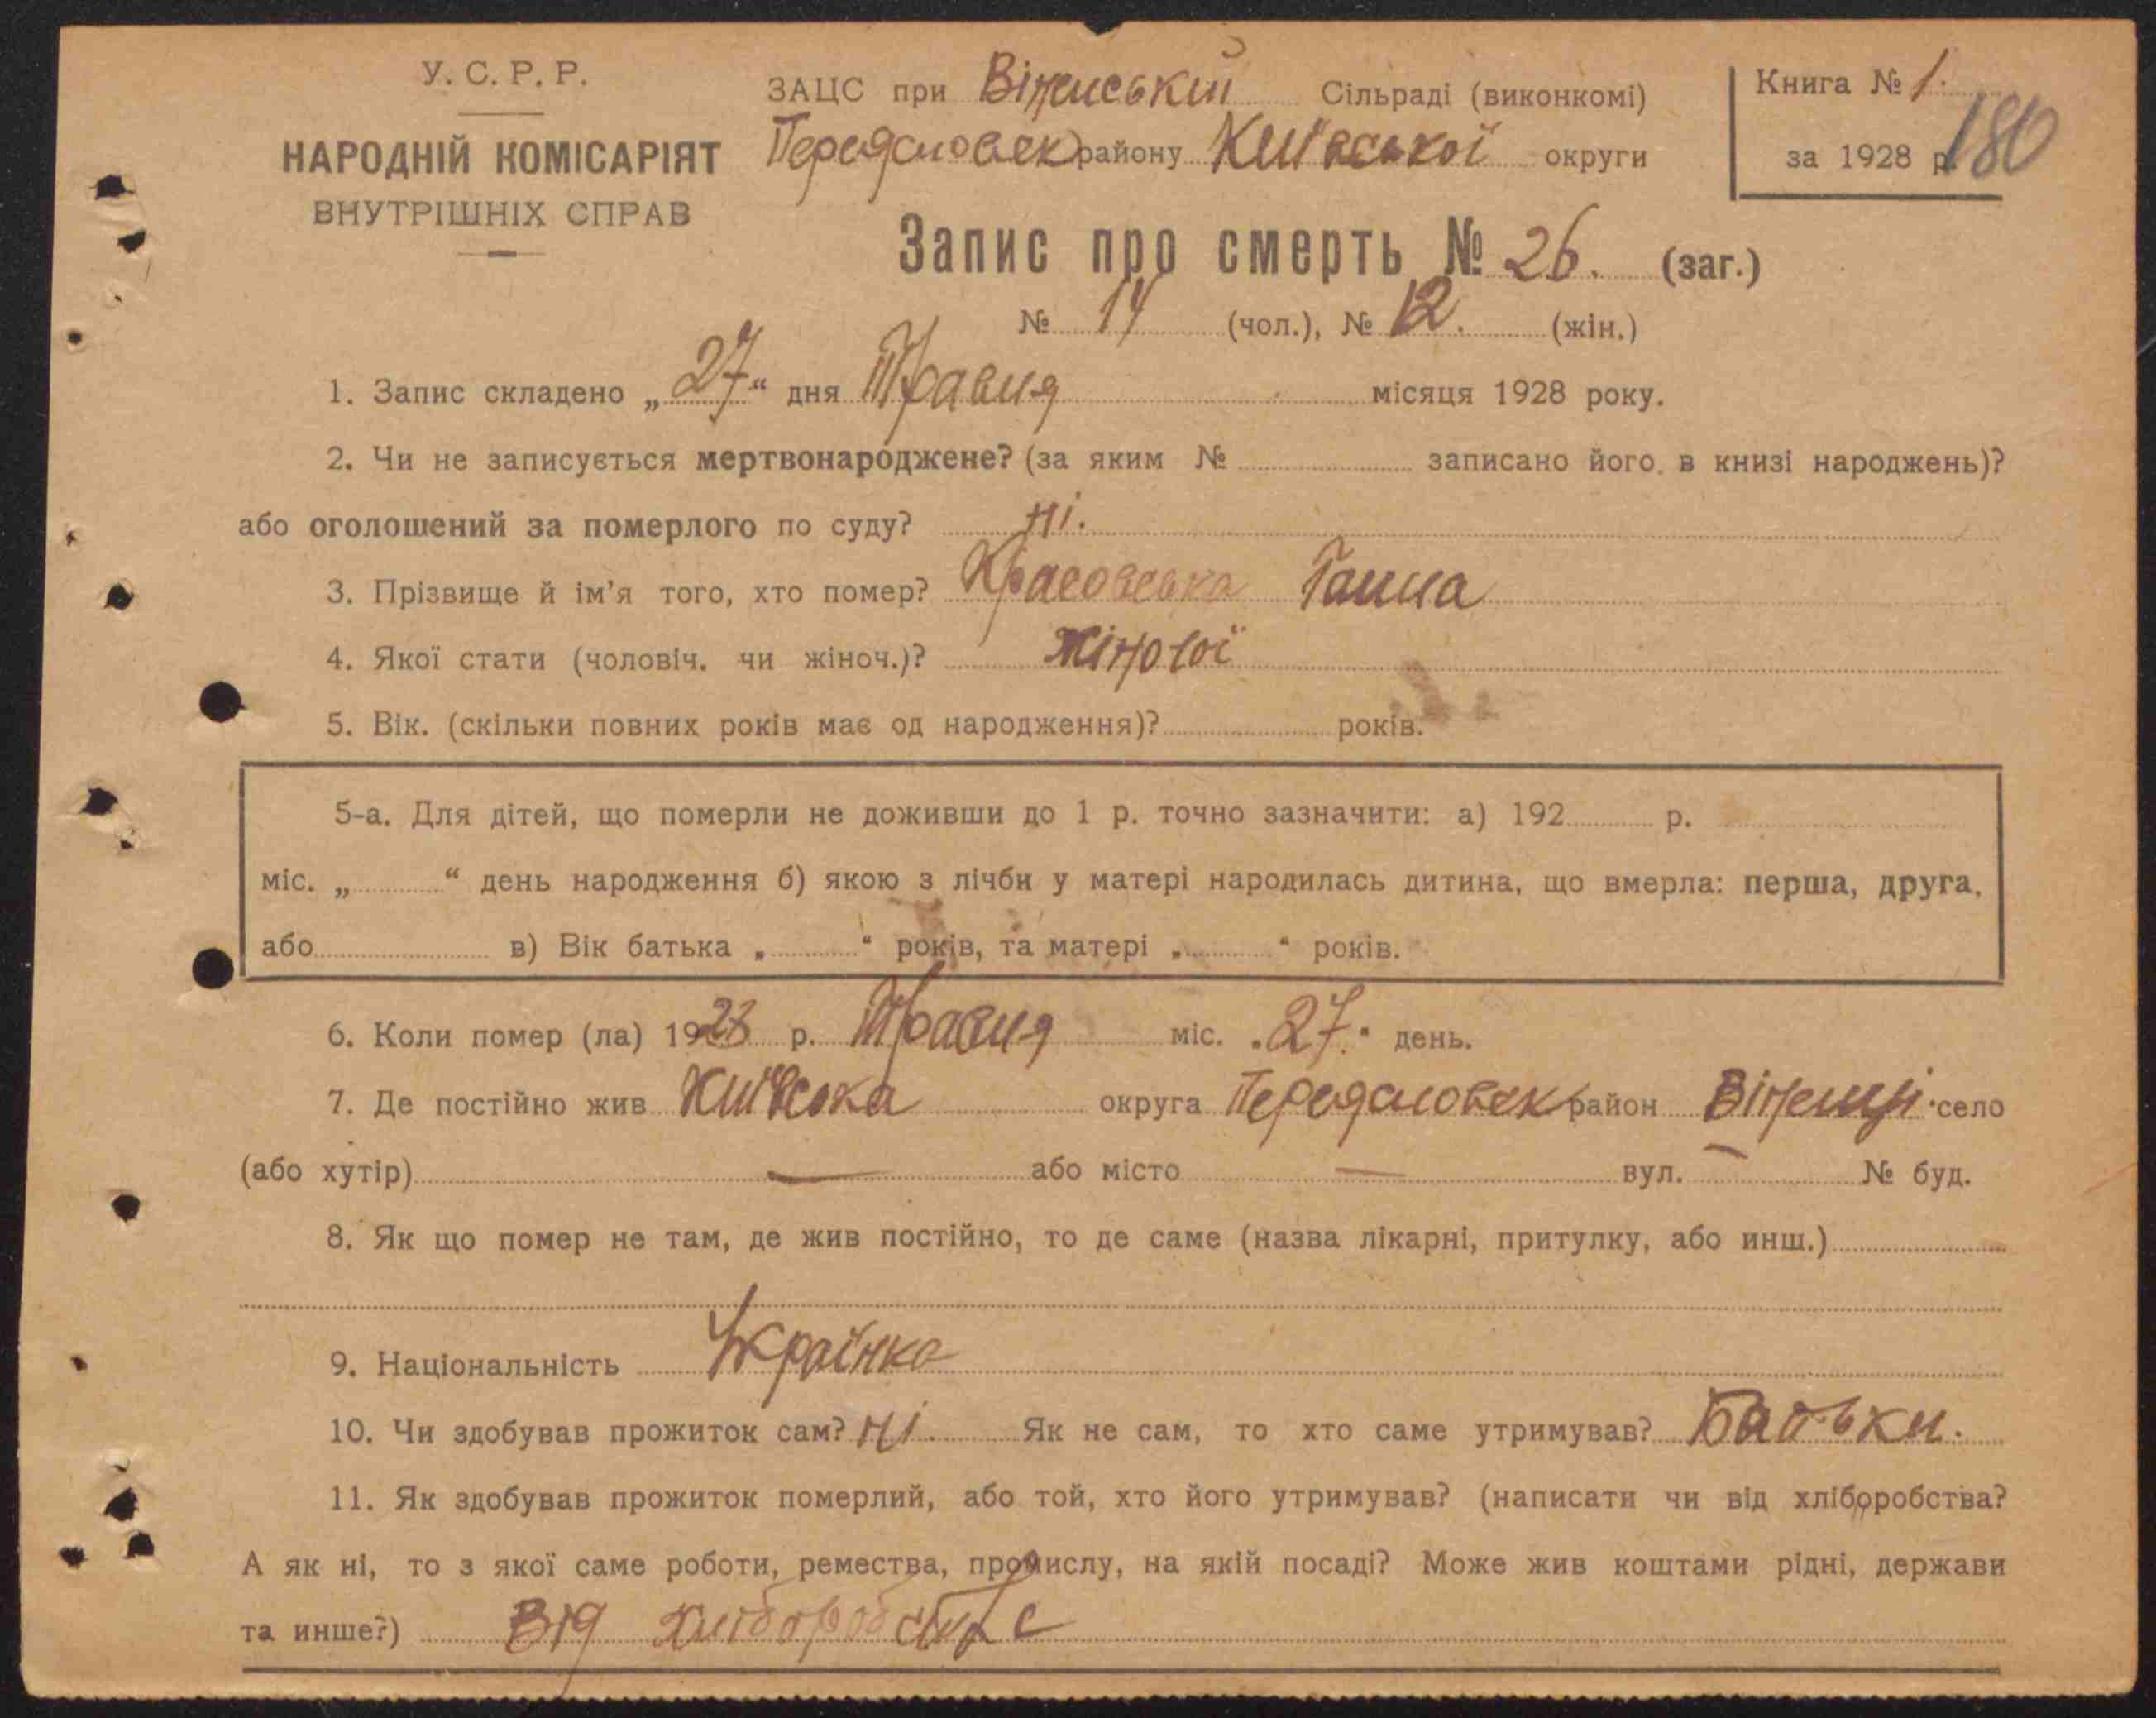 У. С. Р. Р.
НАРОДНІЙ КОМІСАРІЯТ
ВНУТРІШНІХ СПРАВ
ЗАЦС при Віненській Сільраді (виконкомі)
району Київської округи
Книга № 1.
за 1928 р. 180
Запис про смерть № 26. (заг.)
№ 14 (чол.), № 12. (жін.)
1. Запис складено „27“ дня Травня місяця 1928 року.
2. Чи не записується мертвонароджене? (за яким № записано його в книзі народжень)?
або оголошений за померлого по суду? ні.
3. Прізвище й ім’я того, хто помер? Красовська Ганна
4. Якої стати (чоловіч. чи жіноч.)? жіночої
5. Вік. (скільки повних років має од народження)? років.
5-а. Для дітей, що померли не доживши до 1 р. точно зазначити: а) 192 р.
міс. „ “ день народження б) якою з лічби у матері народилась дитина, що вмерла: перша, друга,
або в) Вік батька „ “ років, та матері „ “ років.
6. Коли помер (ла) 1928 р. Травня міс. „27.“ день.
7. Де постійно жив Київська округа район село
(або хутір) — або місто — вул. — № буд.
8. Як що помер не там, де жив постійно, то де саме (назва лікарні, притулку, або инш.)
9. Національність Українка
10. Чи здобував прожиток сам? Ні. Як не сам, то хто саме утримував? Батьки.
11. Як здобував прожиток померлий, або той, хто його утримував? (написати чи від хліборобства?
А як ні, то з якої саме роботи, ремества, промислу, на якій посаді? Може жив коштами рідні, держави
та инше?) Від хліборобства